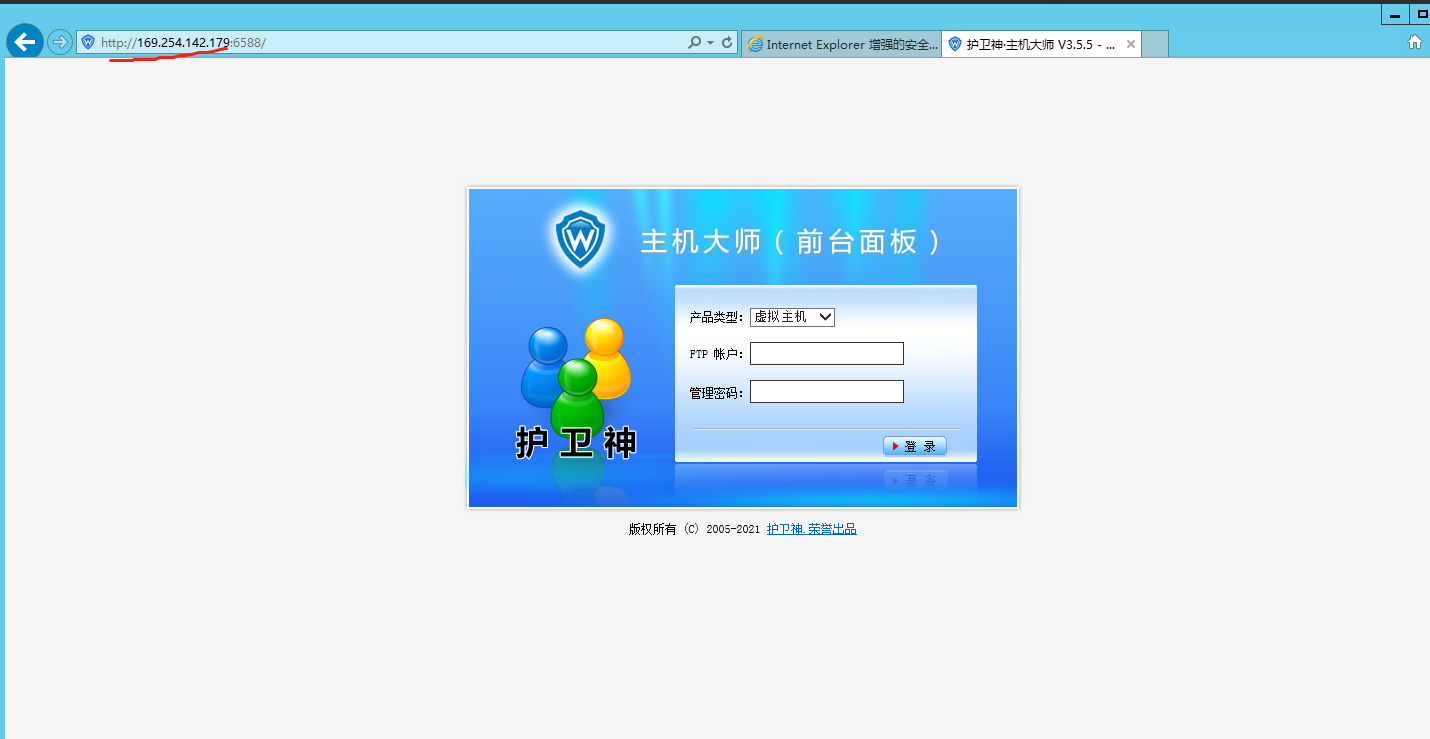 http://169.254.142.179:6588/
Internet Explorer 增强的安全...
护卫神·主机大师 V3.5.5 - ...
W
主机大师（前台面板）
产品类型：
虚拟主机
FTP 帐户：
管理密码：
登 录
护卫神
版权所有 (C) 2005-2021 护卫神.荣誉出品